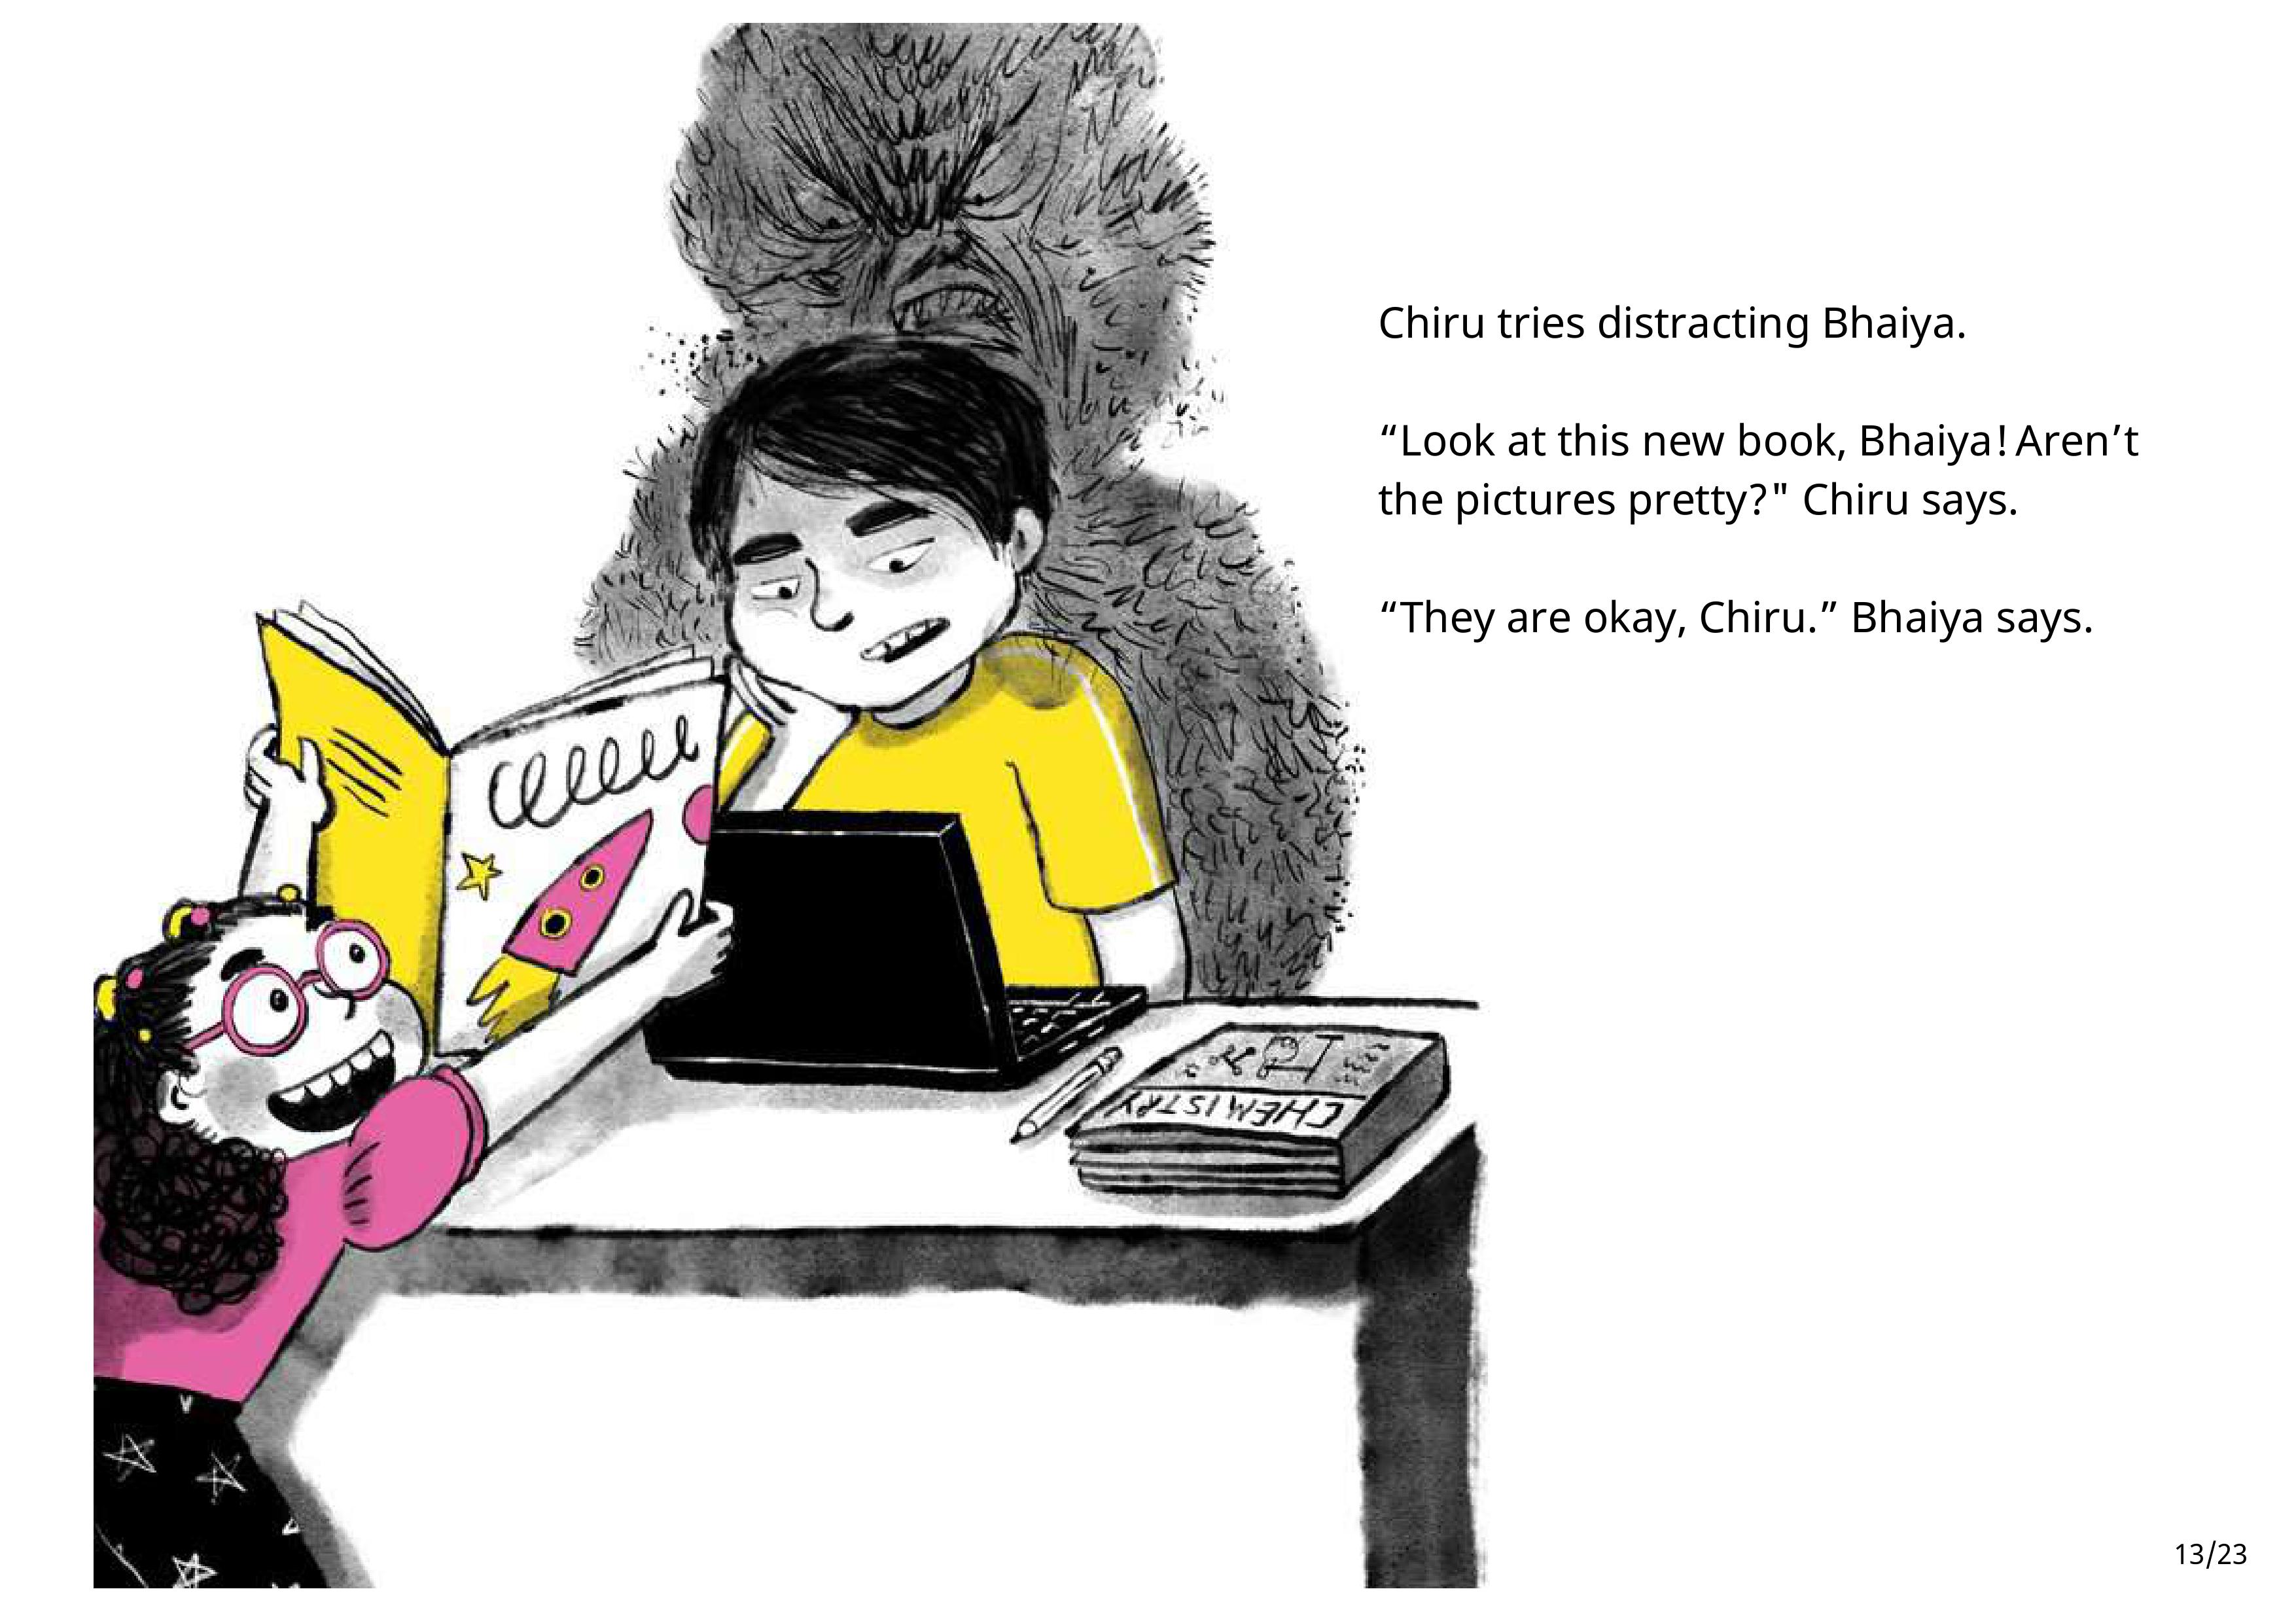 Chiru tries distracting Bhaiya.
“Look at this new book, Bhaiya! Aren’t
the pictures pretty?" Chiru says.
“They are okay, Chiru.” Bhaiya says.
CHEMISTRY
13/23